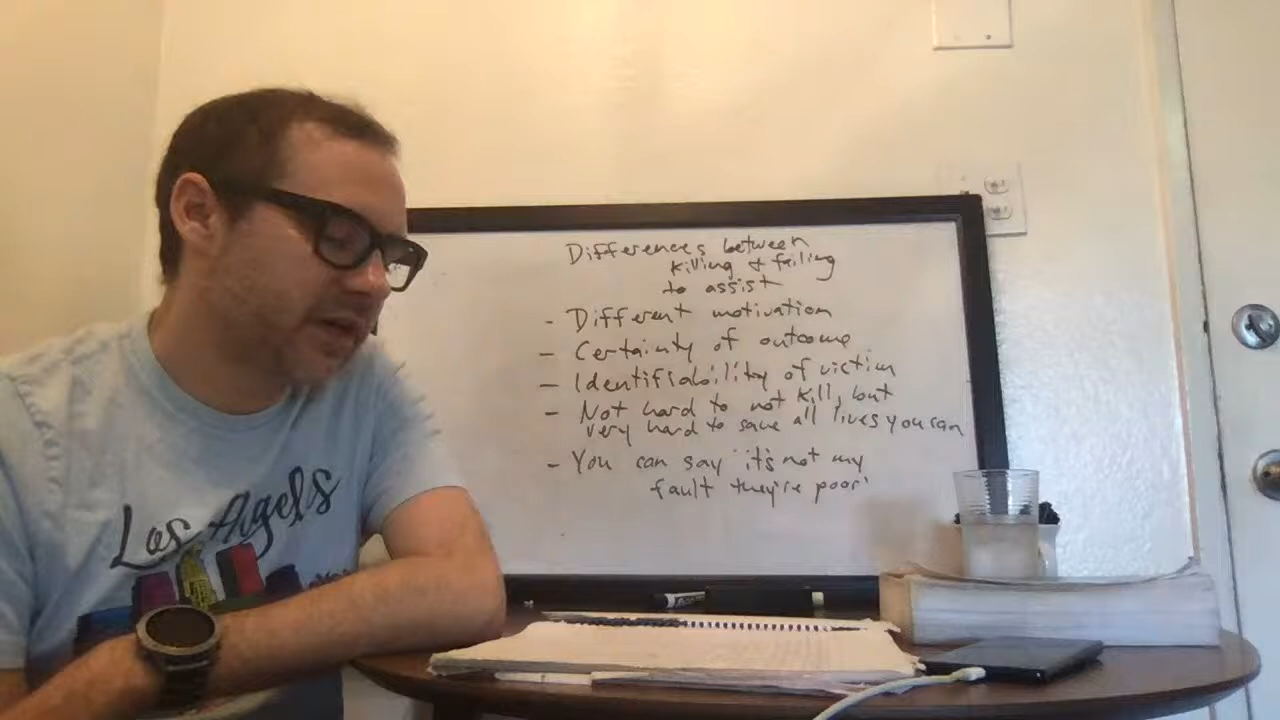 Differences between
killing & failing
to assist
- Different motivation
- Certainty of outcome
- Identifiability of victim
- Not hard to not kill, but
very hard to save all lives you can
- You can say 'it's not my
fault they're poor'
Los Angels